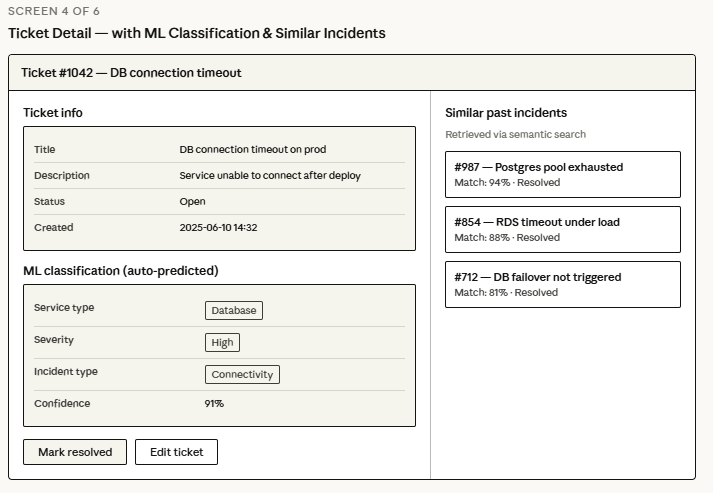 SCREEN 4 OF 6
Ticket Detail — with ML Classification & Similar Incidents
Ticket #1042 — DB connection timeout
Ticket info
Title DB connection timeout on prod
Description Service unable to connect after deploy
Status Open
Created 2025-06-10 14:32
ML classification (auto-predicted)
Service type Database
Severity High
Incident type Connectivity
Confidence 91%
Mark resolved Edit ticket
Similar past incidents
Retrieved via semantic search
#987 — Postgres pool exhausted
Match: 94% · Resolved
#854 — RDS timeout under load
Match: 88% · Resolved
#712 — DB failover not triggered
Match: 81% · Resolved